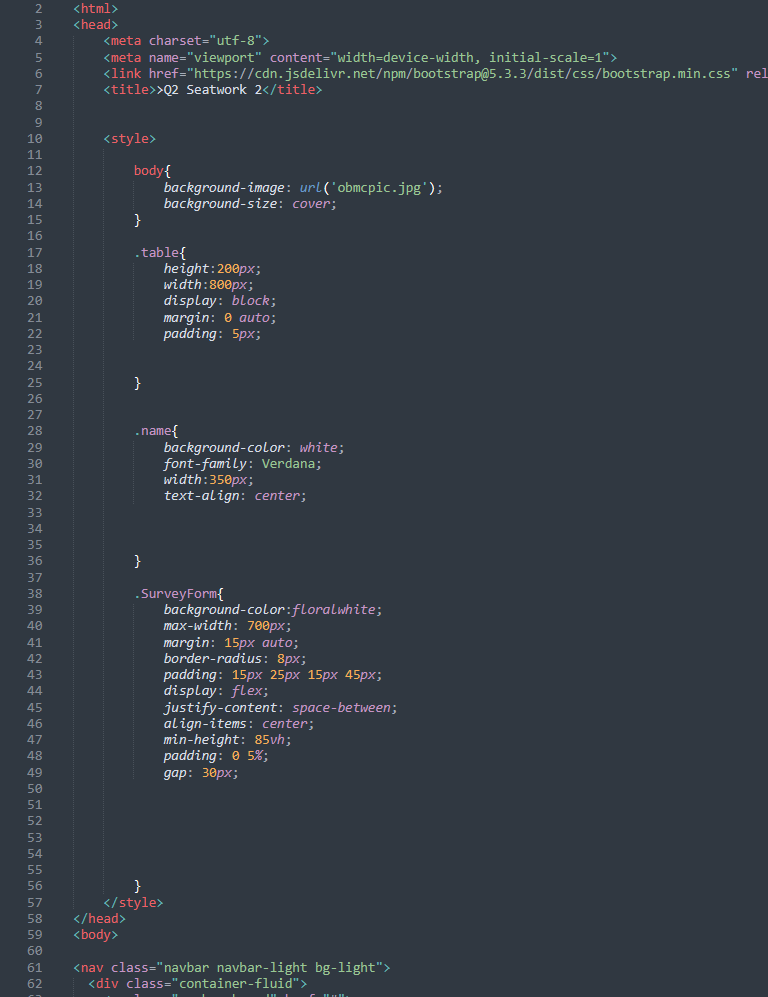 2 <html>
3 <head>
4 <meta charset="utf-8">
5 <meta name="viewport" content="width=device-width, initial-scale=1">
6 <link href="https://cdn.jsdelivr.net/npm/bootstrap@5.3.3/dist/css/bootstrap.min.css" rel
7 <title>>Q2 Seatwork 2</title>
8
9
10 <style>
11
12 body{
13 background-image: url('obmcpic.jpg');
14 background-size: cover;
15 }
16
17 .table{
18 height:200px;
19 width:800px;
20 display: block;
21 margin: 0 auto;
22 padding: 5px;
23
24
25 }
26
27
28 .name{
29 background-color: white;
30 font-family: Verdana;
31 width:350px;
32 text-align: center;
33
34
35
36 }
37
38 .SurveyForm{
39 background-color:floralwhite;
40 max-width: 700px;
41 margin: 15px auto;
42 border-radius: 8px;
43 padding: 15px 25px 15px 45px;
44 display: flex;
45 justify-content: space-between;
46 align-items: center;
47 min-height: 85vh;
48 padding: 0 5%;
49 gap: 30px;
50
51
52
53
54
55
56 }
57 </style>
58 </head>
59 <body>
60
61 <nav class="navbar navbar-light bg-light">
62 <div class="container-fluid">